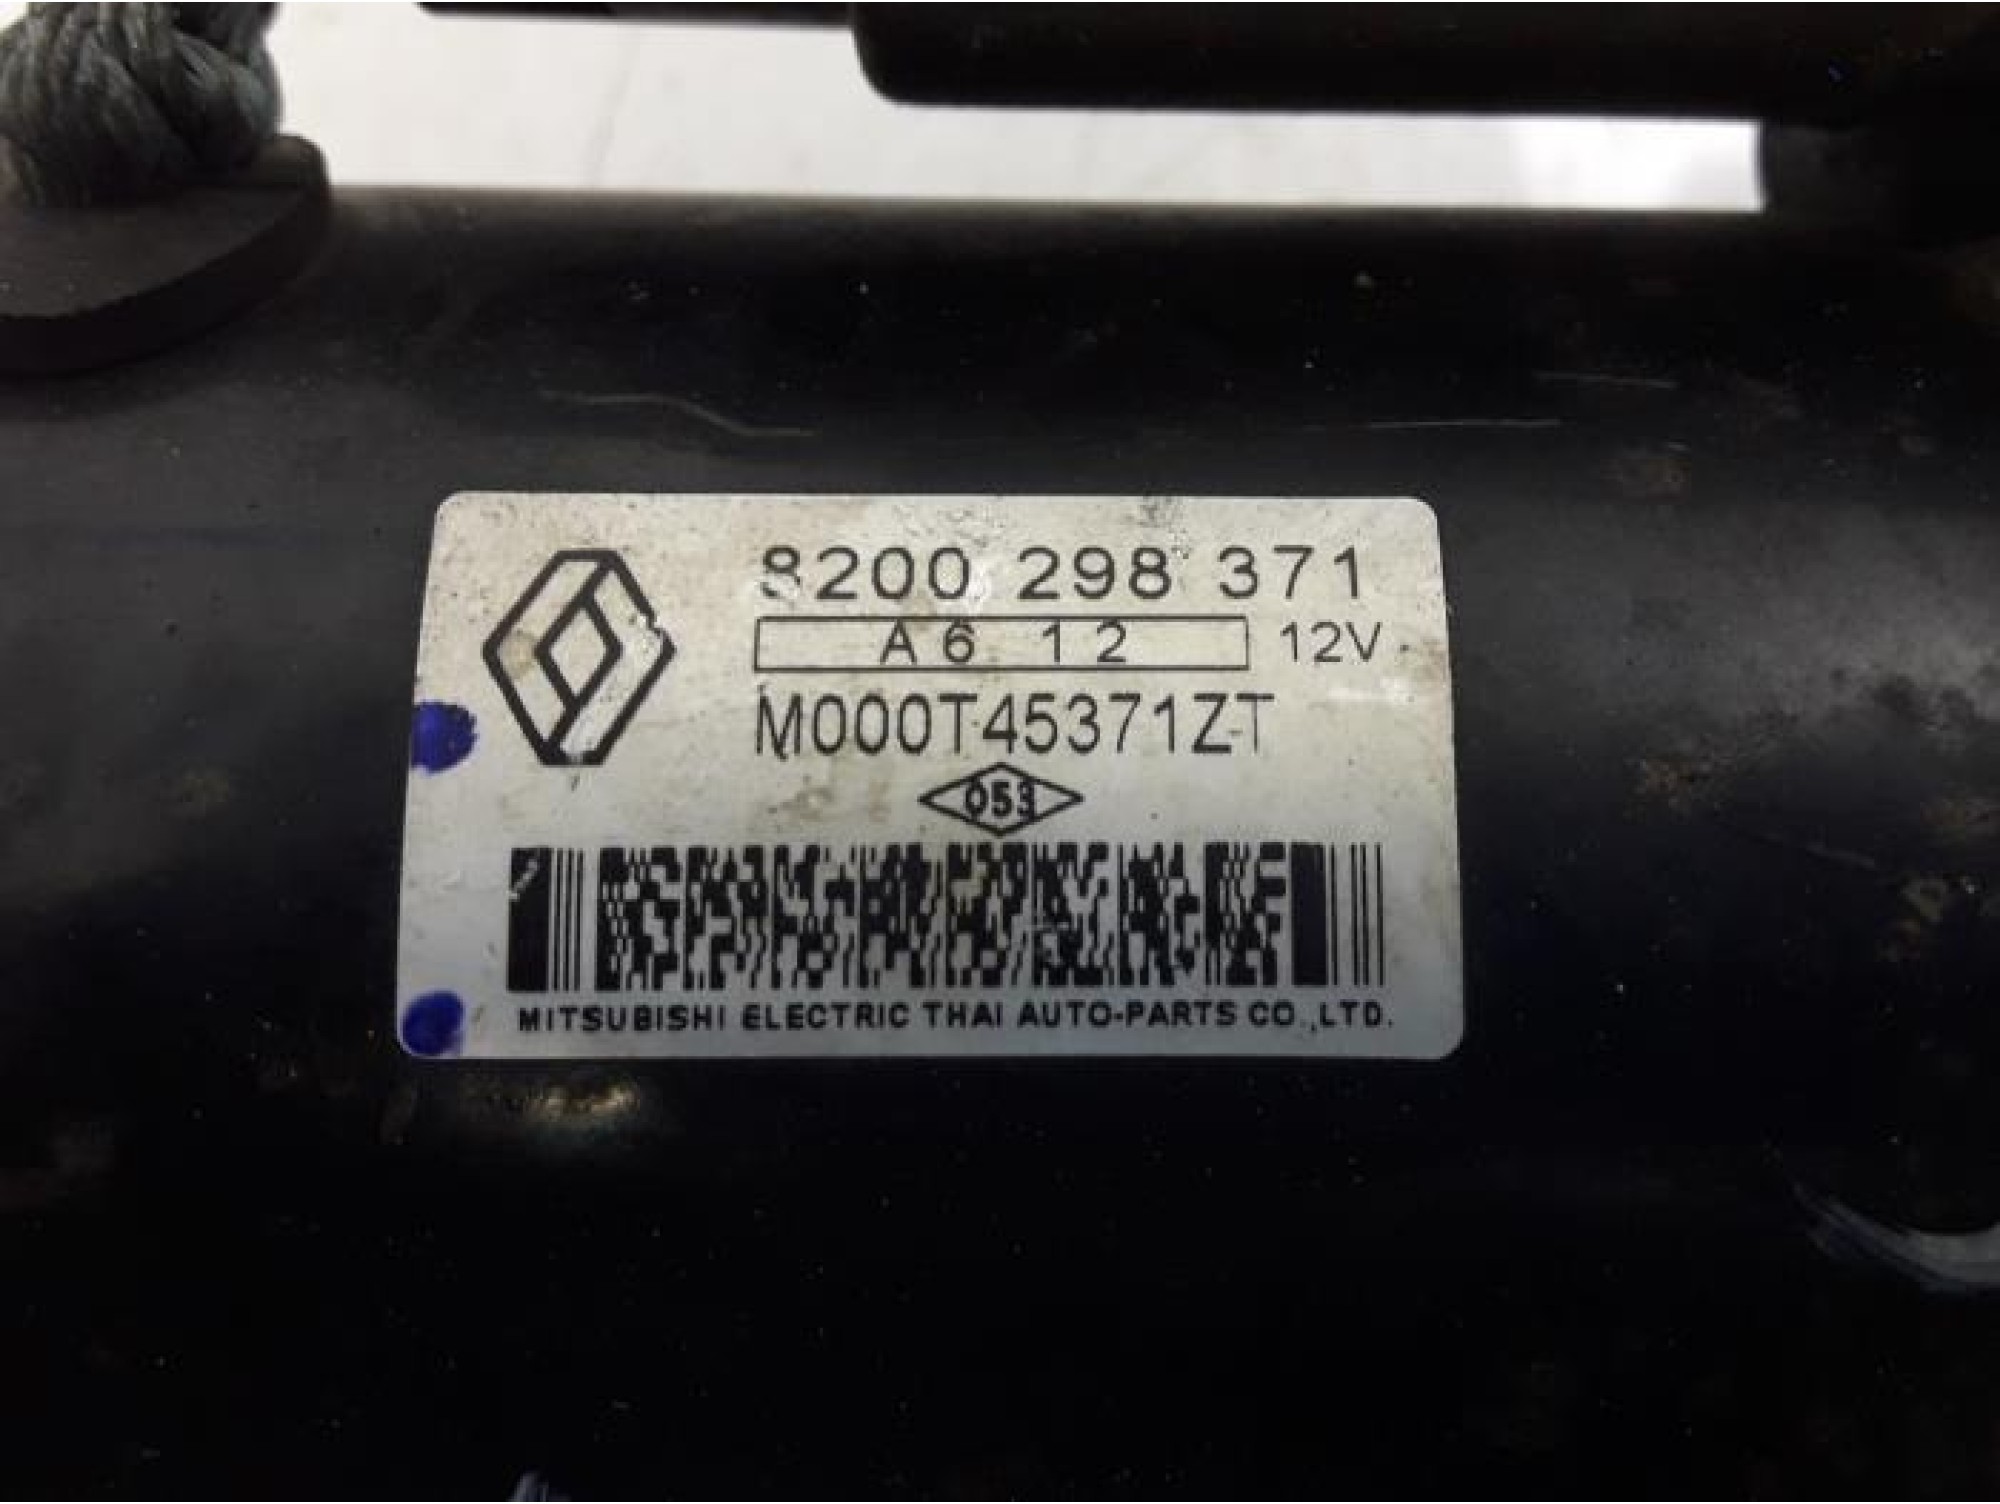 8200 298 371
A6 12 12V
M000T45371ZT
053
MITSUBISHI ELECTRIC THAI AUTO-PARTS CO.,LTD.